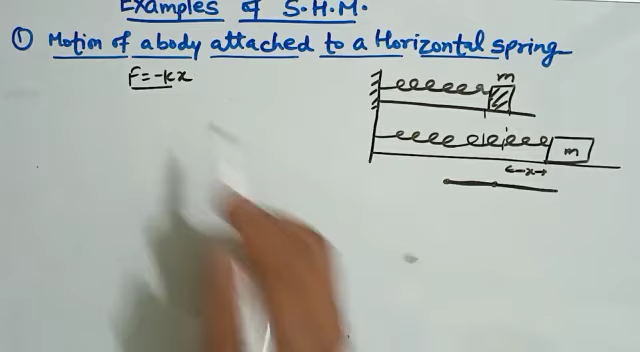 Examples of S.H.M.
① Motion of a body attached to a Horizontal spring
F=-kx
m
m
←x→